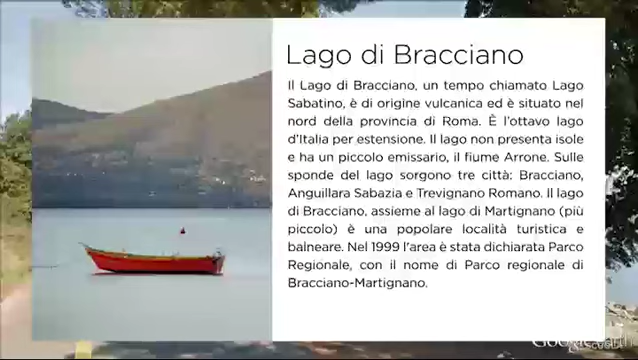 Lago di Bracciano
Il Lago di Bracciano, un tempo chiamato Lago
Sabatino, è di origine vulcanica ed è situato nel
nord della provincia di Roma. È l'ottavo lago
d'Italia per estensione. Il lago non presenta isole
e ha un piccolo emissario, il fiume Arrone. Sulle
sponde del lago sorgono tre città: Bracciano,
Anguillara Sabazia e Trevignano Romano. Il lago
di Bracciano, assieme al lago di Martignano (più
piccolo) è una popolare località turistica e
balneare. Nel 1999 l'area è stata dichiarata Parco
Regionale, con il nome di Parco regionale di
Bracciano-Martignano.